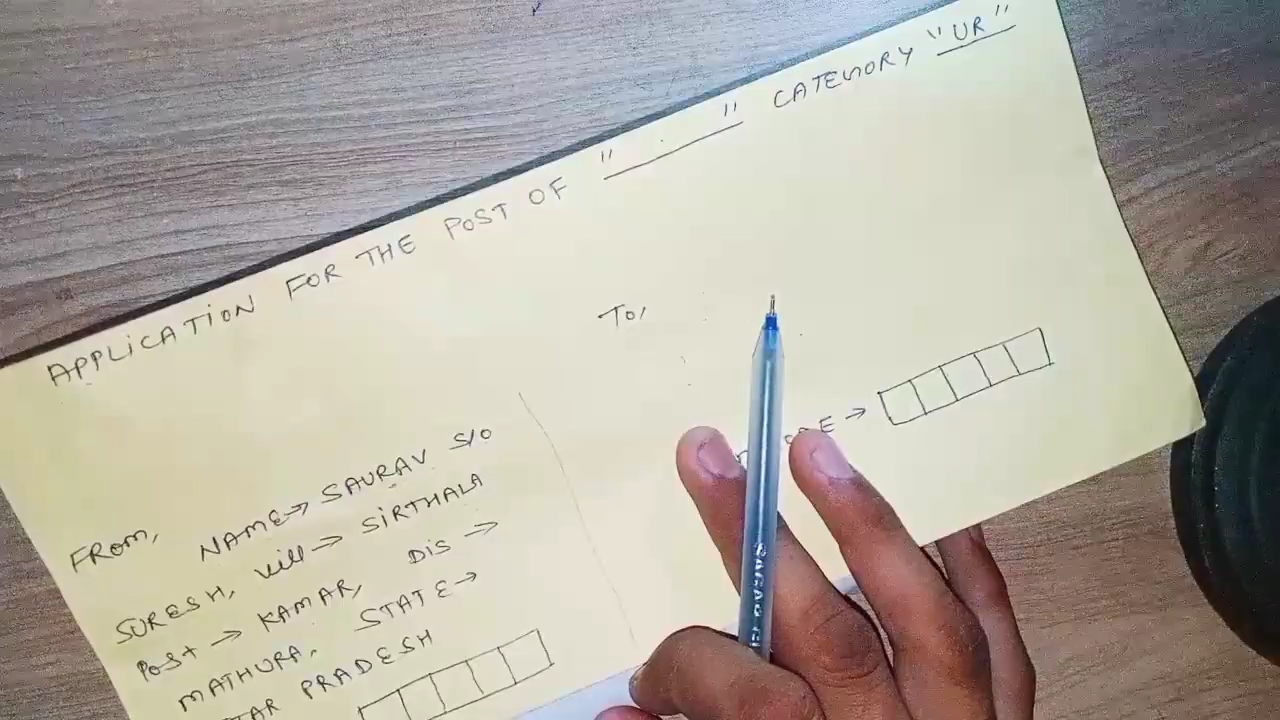 APPLICATION FOR THE POST OF " . " CATEGORY "UR"
To,
FROM,
NAME→ SAURAV S/O
SURESH, vill→ SIRTHALA
Post → KAMAR, DIS →
MATHURA, STATE→
PRADESH